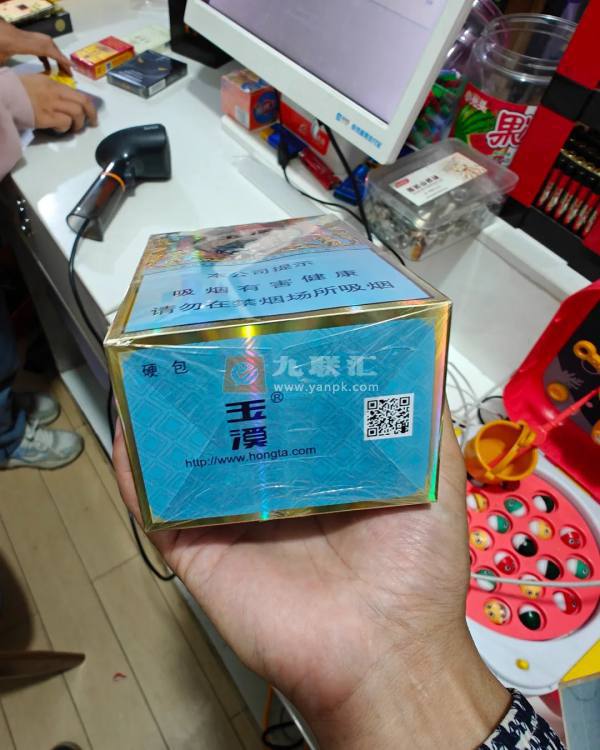 本公司提示
吸烟有害健康
请勿在禁烟场所吸烟
硬包
九联汇
www.yanpk.com
玉溪®
http://www.hongta.com
果